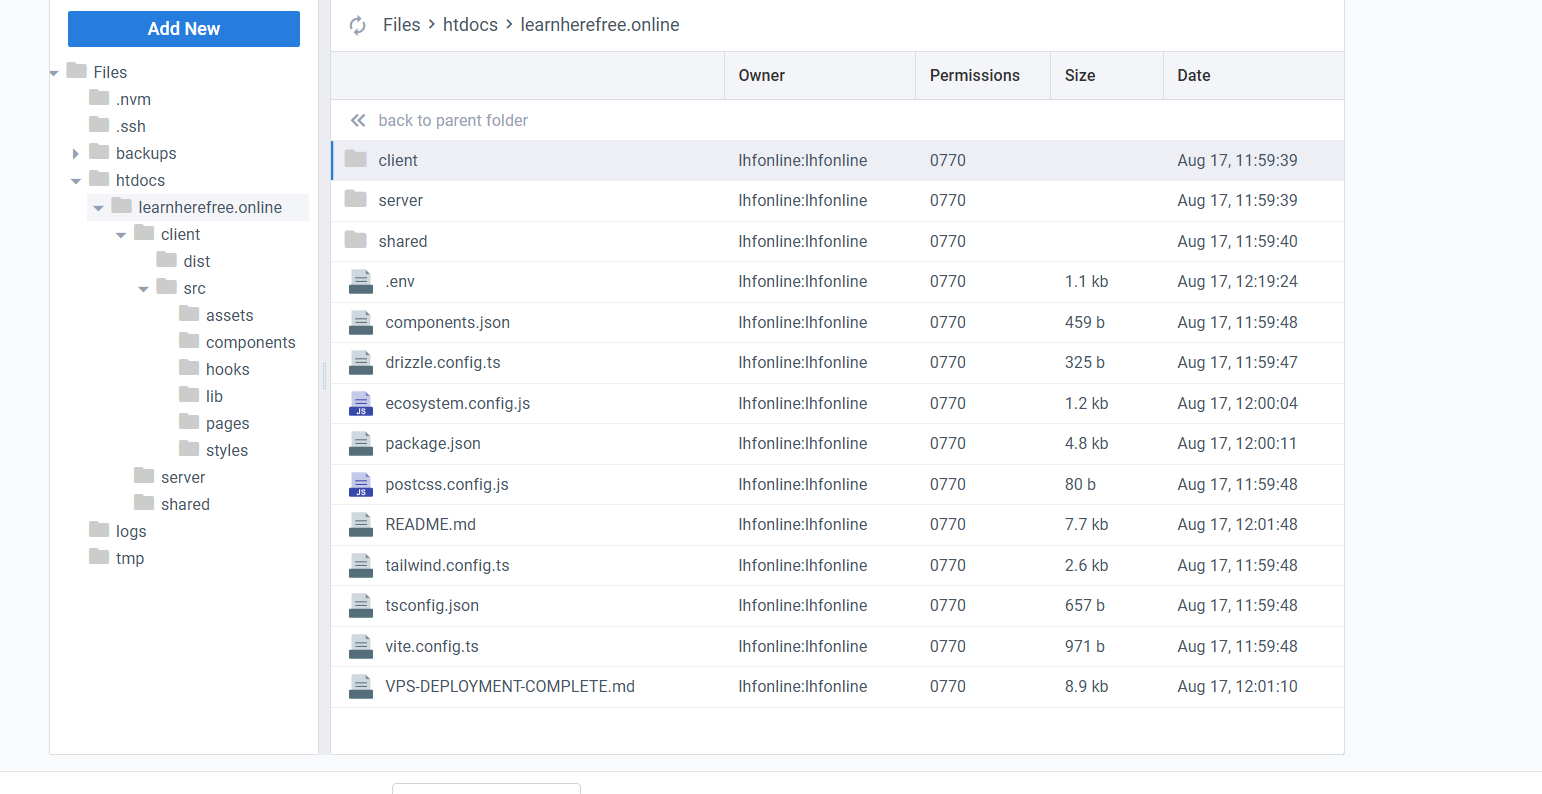 Add New
Files
.nvm
.ssh
backups
htdocs
learnherefree.online
client
dist
src
assets
components
hooks
lib
pages
styles
server
shared
logs
tmp
Files > htdocs > learnherefree.online
Owner Permissions Size Date
back to parent folder
client lhfonline:lhfonline 0770 Aug 17, 11:59:39
server lhfonline:lhfonline 0770 Aug 17, 11:59:39
shared lhfonline:lhfonline 0770 Aug 17, 11:59:40
.env lhfonline:lhfonline 0770 1.1 kb Aug 17, 12:19:24
components.json lhfonline:lhfonline 0770 459 b Aug 17, 11:59:48
drizzle.config.ts lhfonline:lhfonline 0770 325 b Aug 17, 11:59:47
JS ecosystem.config.js lhfonline:lhfonline 0770 1.2 kb Aug 17, 12:00:04
package.json lhfonline:lhfonline 0770 4.8 kb Aug 17, 12:00:11
JS postcss.config.js lhfonline:lhfonline 0770 80 b Aug 17, 11:59:48
README.md lhfonline:lhfonline 0770 7.7 kb Aug 17, 12:01:48
tailwind.config.ts lhfonline:lhfonline 0770 2.6 kb Aug 17, 11:59:48
tsconfig.json lhfonline:lhfonline 0770 657 b Aug 17, 11:59:48
vite.config.ts lhfonline:lhfonline 0770 971 b Aug 17, 11:59:48
VPS-DEPLOYMENT-COMPLETE.md lhfonline:lhfonline 0770 8.9 kb Aug 17, 12:01:10